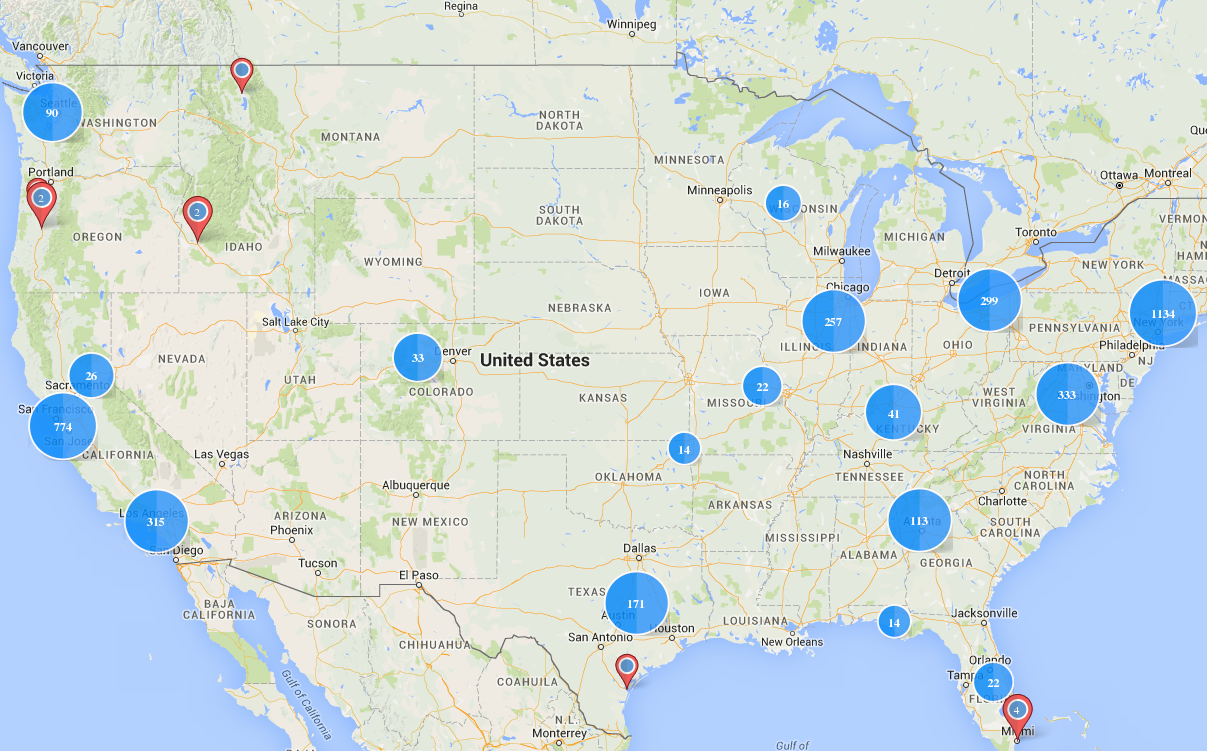 Regina
Winnipeg
Vancouver
Victoria
Seattle
90
WASHINGTON
MONTANA
NORTH
DAKOTA
MINNESOTA
Ottawa
Montreal
Portland
2
2
OREGON
IDAHO
SOUTH
DAKOTA
Minneapolis
16
WISCONSIN
MICHIGAN
Toronto
WYOMING
Milwaukee
Detroit
NEW YORK
IOWA
Chicago
257
299
1134
New York
NEBRASKA
Salt Lake City
ILLINOIS
INDIANA
OHIO
PENNSYLVANIA
Philadelphia
NEVADA
33
Denver
United States
NJ
MARYLAND
26
Sacramento
UTAH
COLORADO
KANSAS
22
MISSOURI
41
KENTUCKY
WEST
VIRGINIA
333
Washington
DE
San Francisco
774
San Jose
CALIFORNIA
Las Vegas
14
Nashville
VIRGINIA
OKLAHOMA
TENNESSEE
NORTH
CAROLINA
Albuquerque
Charlotte
Los Angeles
315
ARIZONA
Phoenix
NEW MEXICO
ARKANSAS
113
Atlanta
SOUTH
CAROLINA
San Diego
MISSISSIPPI
ALABAMA
GEORGIA
Dallas
Tucson
El Paso
TEXAS
171
Austin
BAJA
CALIFORNIA
SONORA
LOUISIANA
14
Jacksonville
San Antonio
Houston
New Orleans
CHIHUAHUA
COAHUILA
Orlando
Tampa
22
FLORIDA
4
Miami
Gulf of California
N.L.
Monterrey
Gulf of